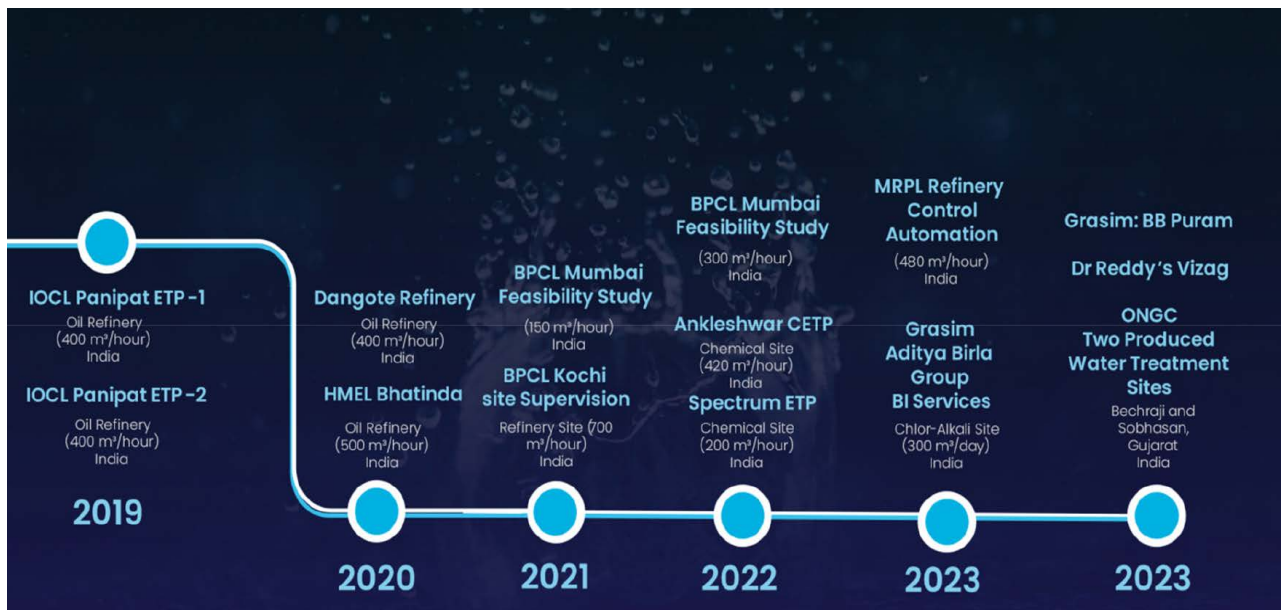 IOCL Panipat ETP -1
Oil Refinery
(400 m³/hour)
India
IOCL Panipat ETP -2
Oil Refinery
(400 m³/hour)
India
2019
Dangote Refinery
Oil Refinery
(400 m³/hour)
India
HMEL Bhatinda
Oil Refinery
(500 m³/hour)
India
2020
BPCL Mumbai
Feasibility Study
(150 m³/hour)
India
BPCL Kochi
site Supervision
Refinery Site (700
m³/hour)
India
2021
BPCL Mumbai
Feasibility Study
(300 m³/hour)
India
Ankleshwar CETP
Chemical Site
(420 m³/hour)
India
Spectrum ETP
Chemical Site
(200 m³/hour)
India
2022
MRPL Refinery
Control
Automation
(480 m³/hour)
India
Grasim
Aditya Birla
Group
BI Services
Chlor-Alkali Site
(300 m³/day)
India
2023
Grasim: BB Puram
Dr Reddy's Vizag
ONGC
Two Produced
Water Treatment
Sites
Bechraji and
Sobhasan,
Gujarat
India
2023